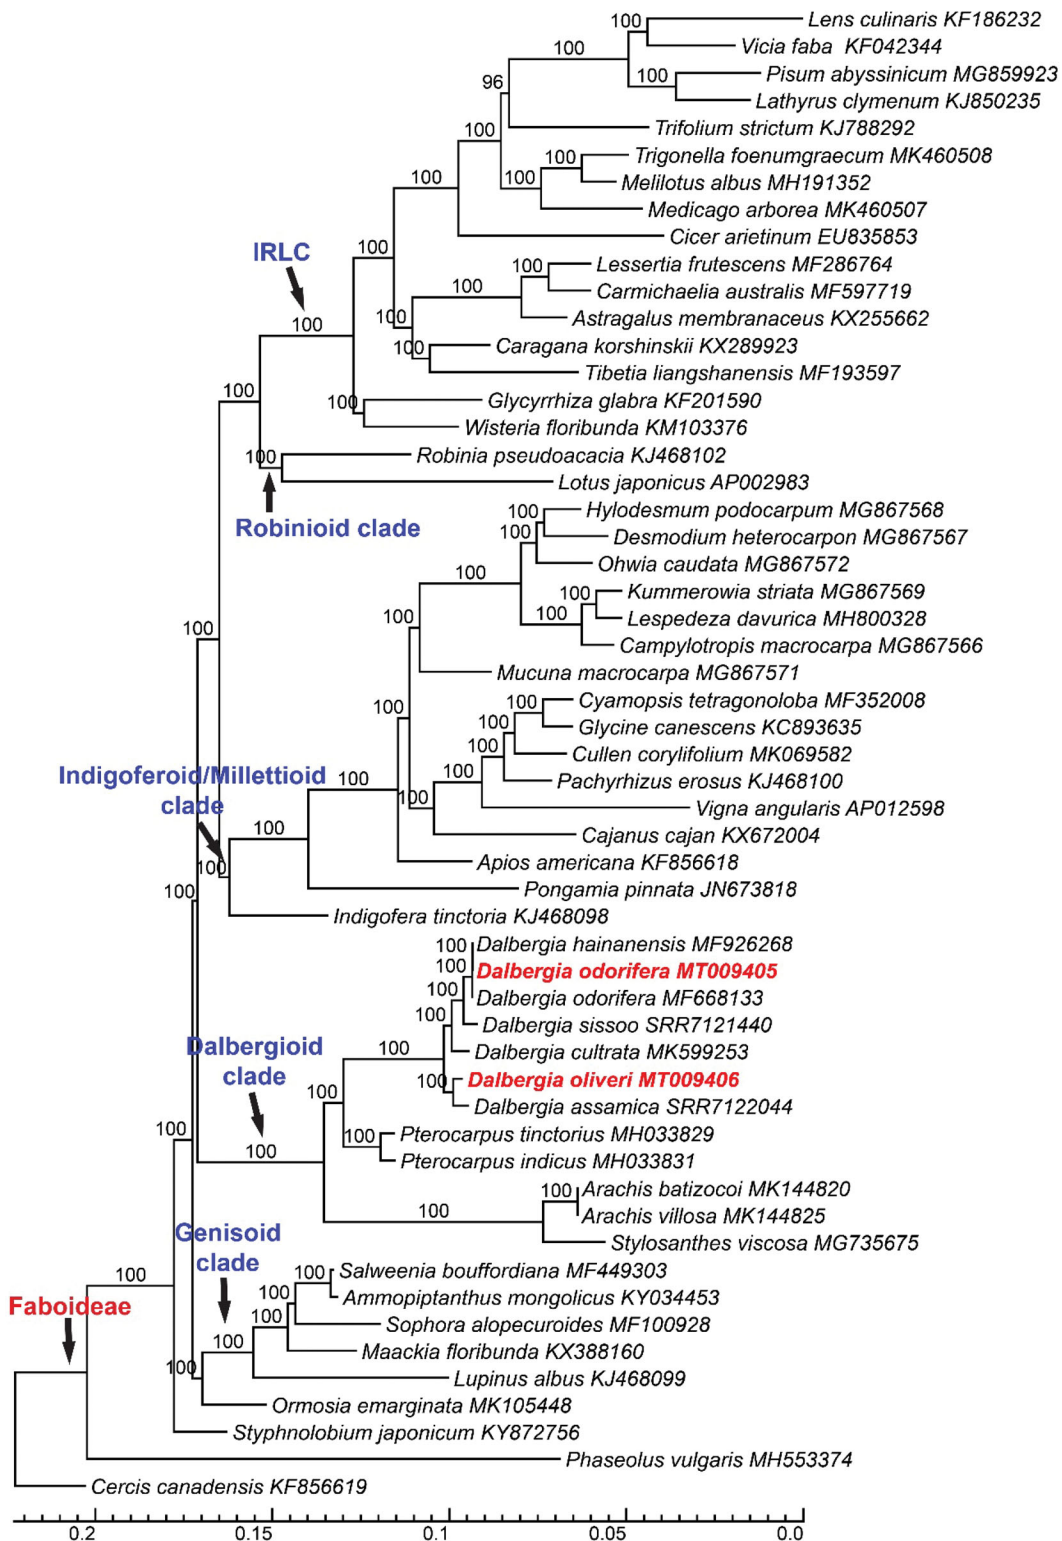 Lens culinaris KF186232
100
Vicia faba KF042344
100
Pisum abyssinicum MG859923
100
96
Lathyrus clymenum KJ850235
Trifolium strictum KJ788292
100
Trigonella foenumgraecum MK460508
100
100
100
Melilotus albus MH191352
Medicago arborea MK460507
Cicer arietinum EU835853
100
IRLC
Lessertia frutescens MF286764
100
100
Carmichaelia australis MF597719
Astragalus membranaceus KX255662
100
100
Caragana korshinskii KX289923
100
Tibetia liangshanensis MF193597
100
Glycyrrhiza glabra KF201590
100
Wisteria floribunda KM103376
Robinia pseudoacacia KJ468102
100
Lotus japonicus AP002983
Robinioid clade
Hylodesmum podocarpum MG867568
100
100
Desmodium heterocarpon MG867567
Ohwia caudata MG867572
100
Kummerowia striata MG867569
100
100
Lespedeza davurica MH800328
100
Campylotropis macrocarpa MG867566
100
Mucuna macrocarpa MG867571
Cyamopsis tetragonoloba MF352008
100
100
100
Glycine canescens KC893635
100
Cullen corylifolium MK069582
Indigoferoid/Millettioid
clade
100
100
Pachyrhizus erosus KJ468100
100
Vigna angularis AP012598
100
Cajanus cajan KX672004
Apios americana KF856618
100
100
Pongamia pinnata JN673818
Indigofera tinctoria KJ468098
100
Dalbergia hainanensis MF926268
100
Dalbergia odorifera MT009405
100
Dalbergia odorifera MF668133
100
Dalbergia sissoo SRR7121440
Dalbergioid
clade
100
Dalbergia cultrata MK599253
100
Dalbergia oliveri MT009406
100
Dalbergia assamica SRR7122044
100
Pterocarpus tinctorius MH033829
100
100
Pterocarpus indicus MH033831
Arachis batizocoi MK144820
100
100
Arachis villosa MK144825
Genisoid
clade
Stylosanthes viscosa MG735675
100
Salweenia bouffordiana MF449303
100
Faboideae
100
Ammopiptanthus mongolicus KY034453
100
Sophora alopecuroides MF100928
100
Maackia floribunda KX388160
100
Lupinus albus KJ468099
Ormosia emarginata MK105448
Styphnolobium japonicum KY872756
Phaseolus vulgaris MH553374
Cercis canadensis KF856619
0.2 0.15 0.1 0.05 0.0